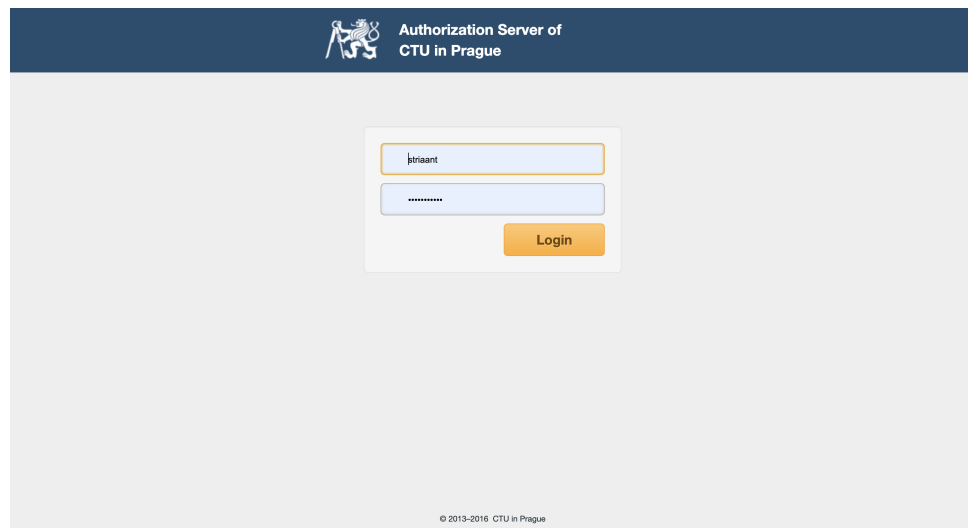 Authorization Server of
CTU in Prague
striaant
•••••••••••
Login
© 2013–2016 CTU in Prague